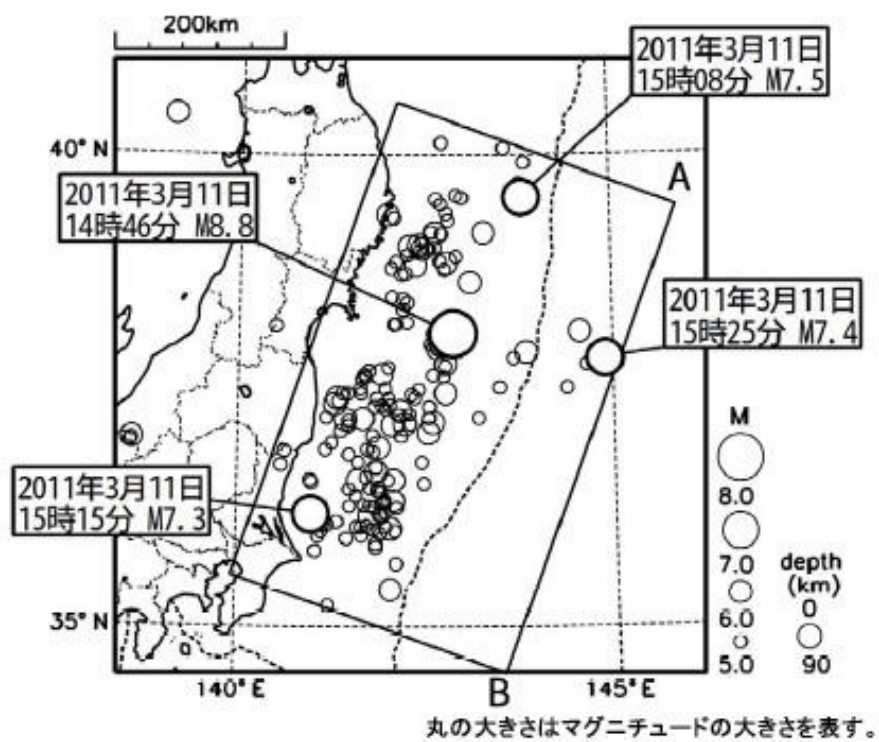 200km
2011年3月11日
15時08分 M7.5
40°N
A
2011年3月11日
14時46分 M8.8
2011年3月11日
15時25分 M7.4
M
8.0
7.0
6.0
5.0
depth
(km)
0
90
2011年3月11日
15時15分 M7.3
35°N
140°E
B
145°E
丸の大きさはマグニチュードの大きさを表す。